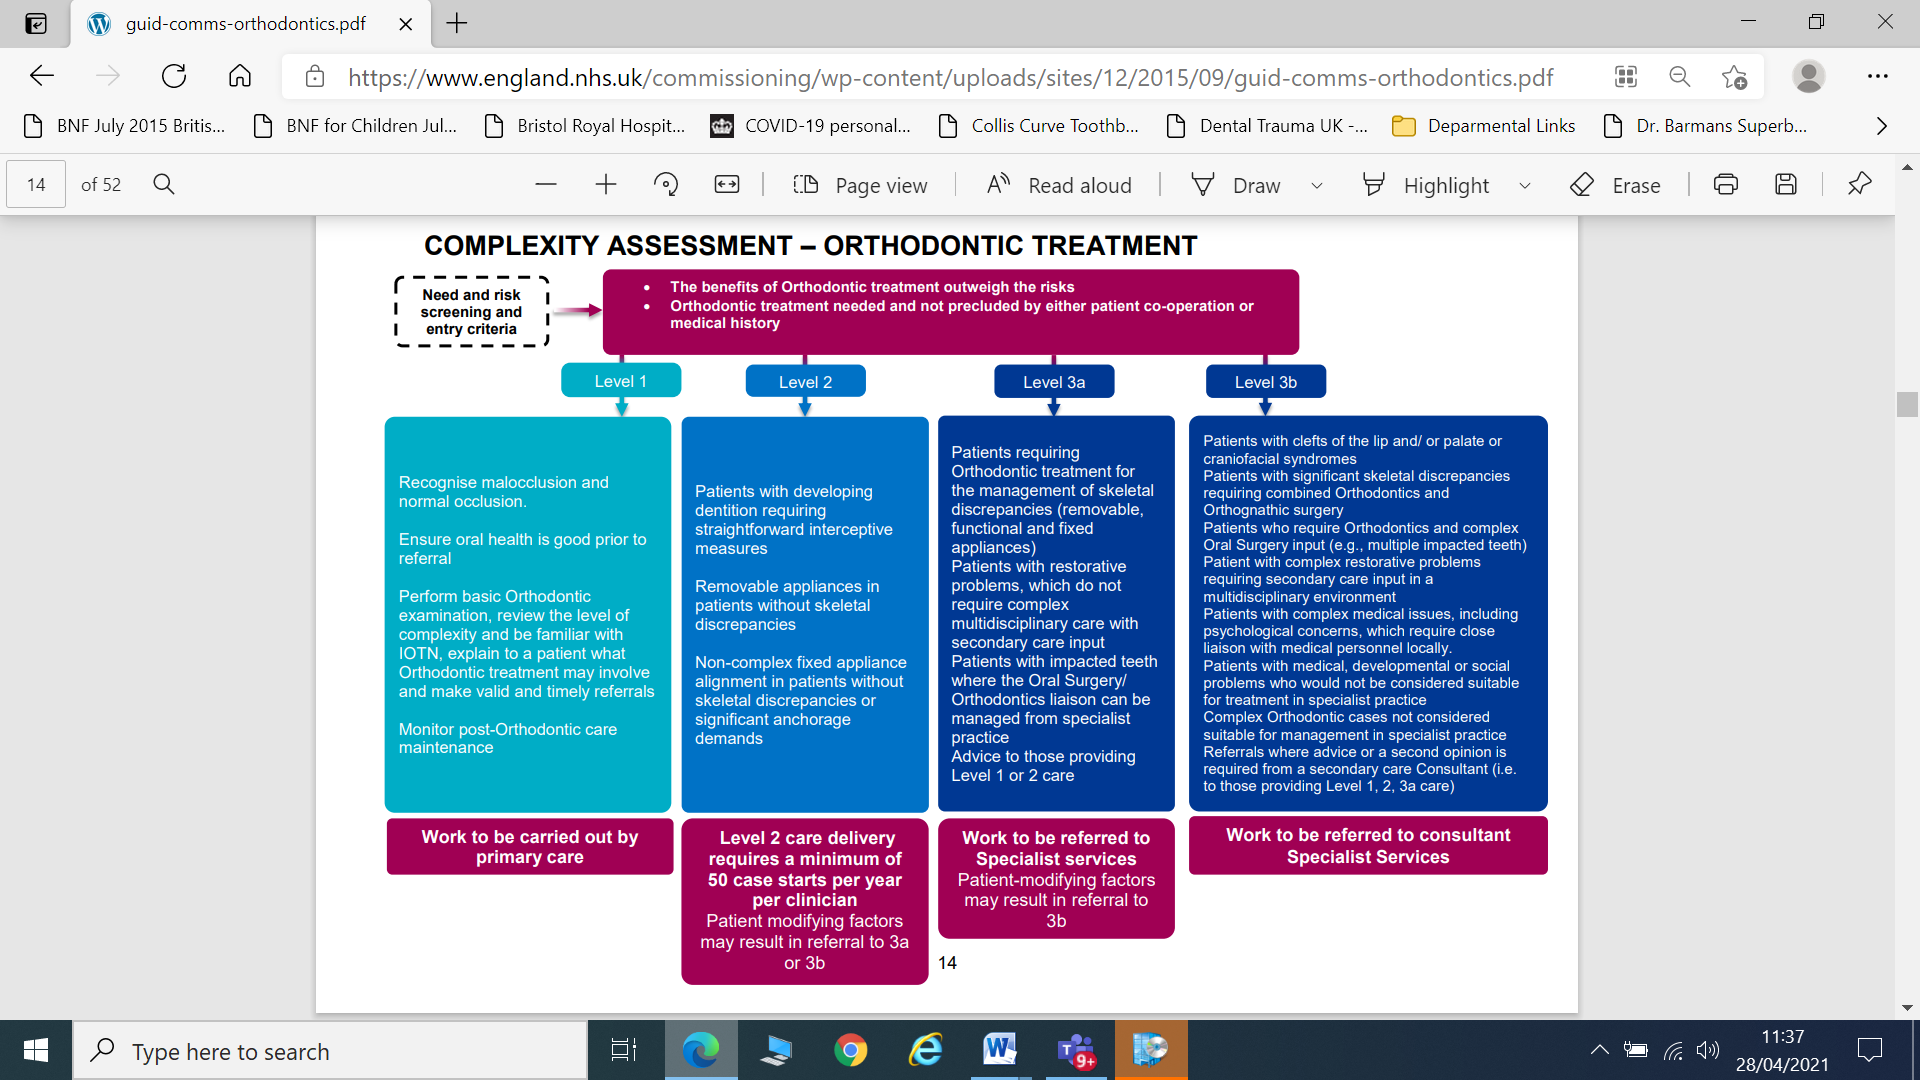 guid-comms-orthodontics.pdf
https://www.england.nhs.uk/commissioning/wp-content/uploads/sites/12/2015/09/guid-comms-orthodontics.pdf
BNF July 2015 Britis...
BNF for Children Jul...
Bristol Royal Hospit...
COVID-19 personal...
Collis Curve Toothb...
Dental Trauma UK -...
Deparmental Links
Dr. Barmans Superb...
14 of 52
Page view
Read aloud
Draw
Highlight
Erase
COMPLEXITY ASSESSMENT – ORTHODONTIC TREATMENT
Need and risk
screening and
entry criteria
• The benefits of Orthodontic treatment outweigh the risks
• Orthodontic treatment needed and not precluded by either patient co-operation or
medical history
Level 1
Level 2
Level 3a
Level 3b
Recognise malocclusion and
normal occlusion.
Ensure oral health is good prior to
referral
Perform basic Orthodontic
examination, review the level of
complexity and be familiar with
IOTN, explain to a patient what
Orthodontic treatment may involve
and make valid and timely referrals
Monitor post-Orthodontic care
maintenance
Patients with developing
dentition requiring
straightforward interceptive
measures
Removable appliances in
patients without skeletal
discrepancies
Non-complex fixed appliance
alignment in patients without
skeletal discrepancies or
significant anchorage
demands
Patients requiring
Orthodontic treatment for
the management of skeletal
discrepancies (removable,
functional and fixed
appliances)
Patients with restorative
problems, which do not
require complex
multidisciplinary care with
secondary care input
Patients with impacted teeth
where the Oral Surgery/
Orthodontics liaison can be
managed from specialist
practice
Advice to those providing
Level 1 or 2 care
Patients with clefts of the lip and/ or palate or
craniofacial syndromes
Patients with significant skeletal discrepancies
requiring combined Orthodontics and
Orthognathic surgery
Patients who require Orthodontics and complex
Oral Surgery input (e.g., multiple impacted teeth)
Patient with complex restorative problems
requiring secondary care input in a
multidisciplinary environment
Patients with complex medical issues, including
psychological concerns, which require close
liaison with medical personnel locally.
Patients with medical, developmental or social
problems who would not be considered suitable
for treatment in specialist practice
Complex Orthodontic cases not considered
suitable for management in specialist practice
Referrals where advice or a second opinion is
required from a secondary care Consultant (i.e.
to those providing Level 1, 2, 3a care)
Work to be carried out by
primary care
Level 2 care delivery
requires a minimum of
50 case starts per year
per clinician
Patient modifying factors
may result in referral to 3a
or 3b
Work to be referred to
Specialist services
Patient-modifying factors
may result in referral to
3b
Work to be referred to consultant
Specialist Services
14
Type here to search
9+
11:37
28/04/2021